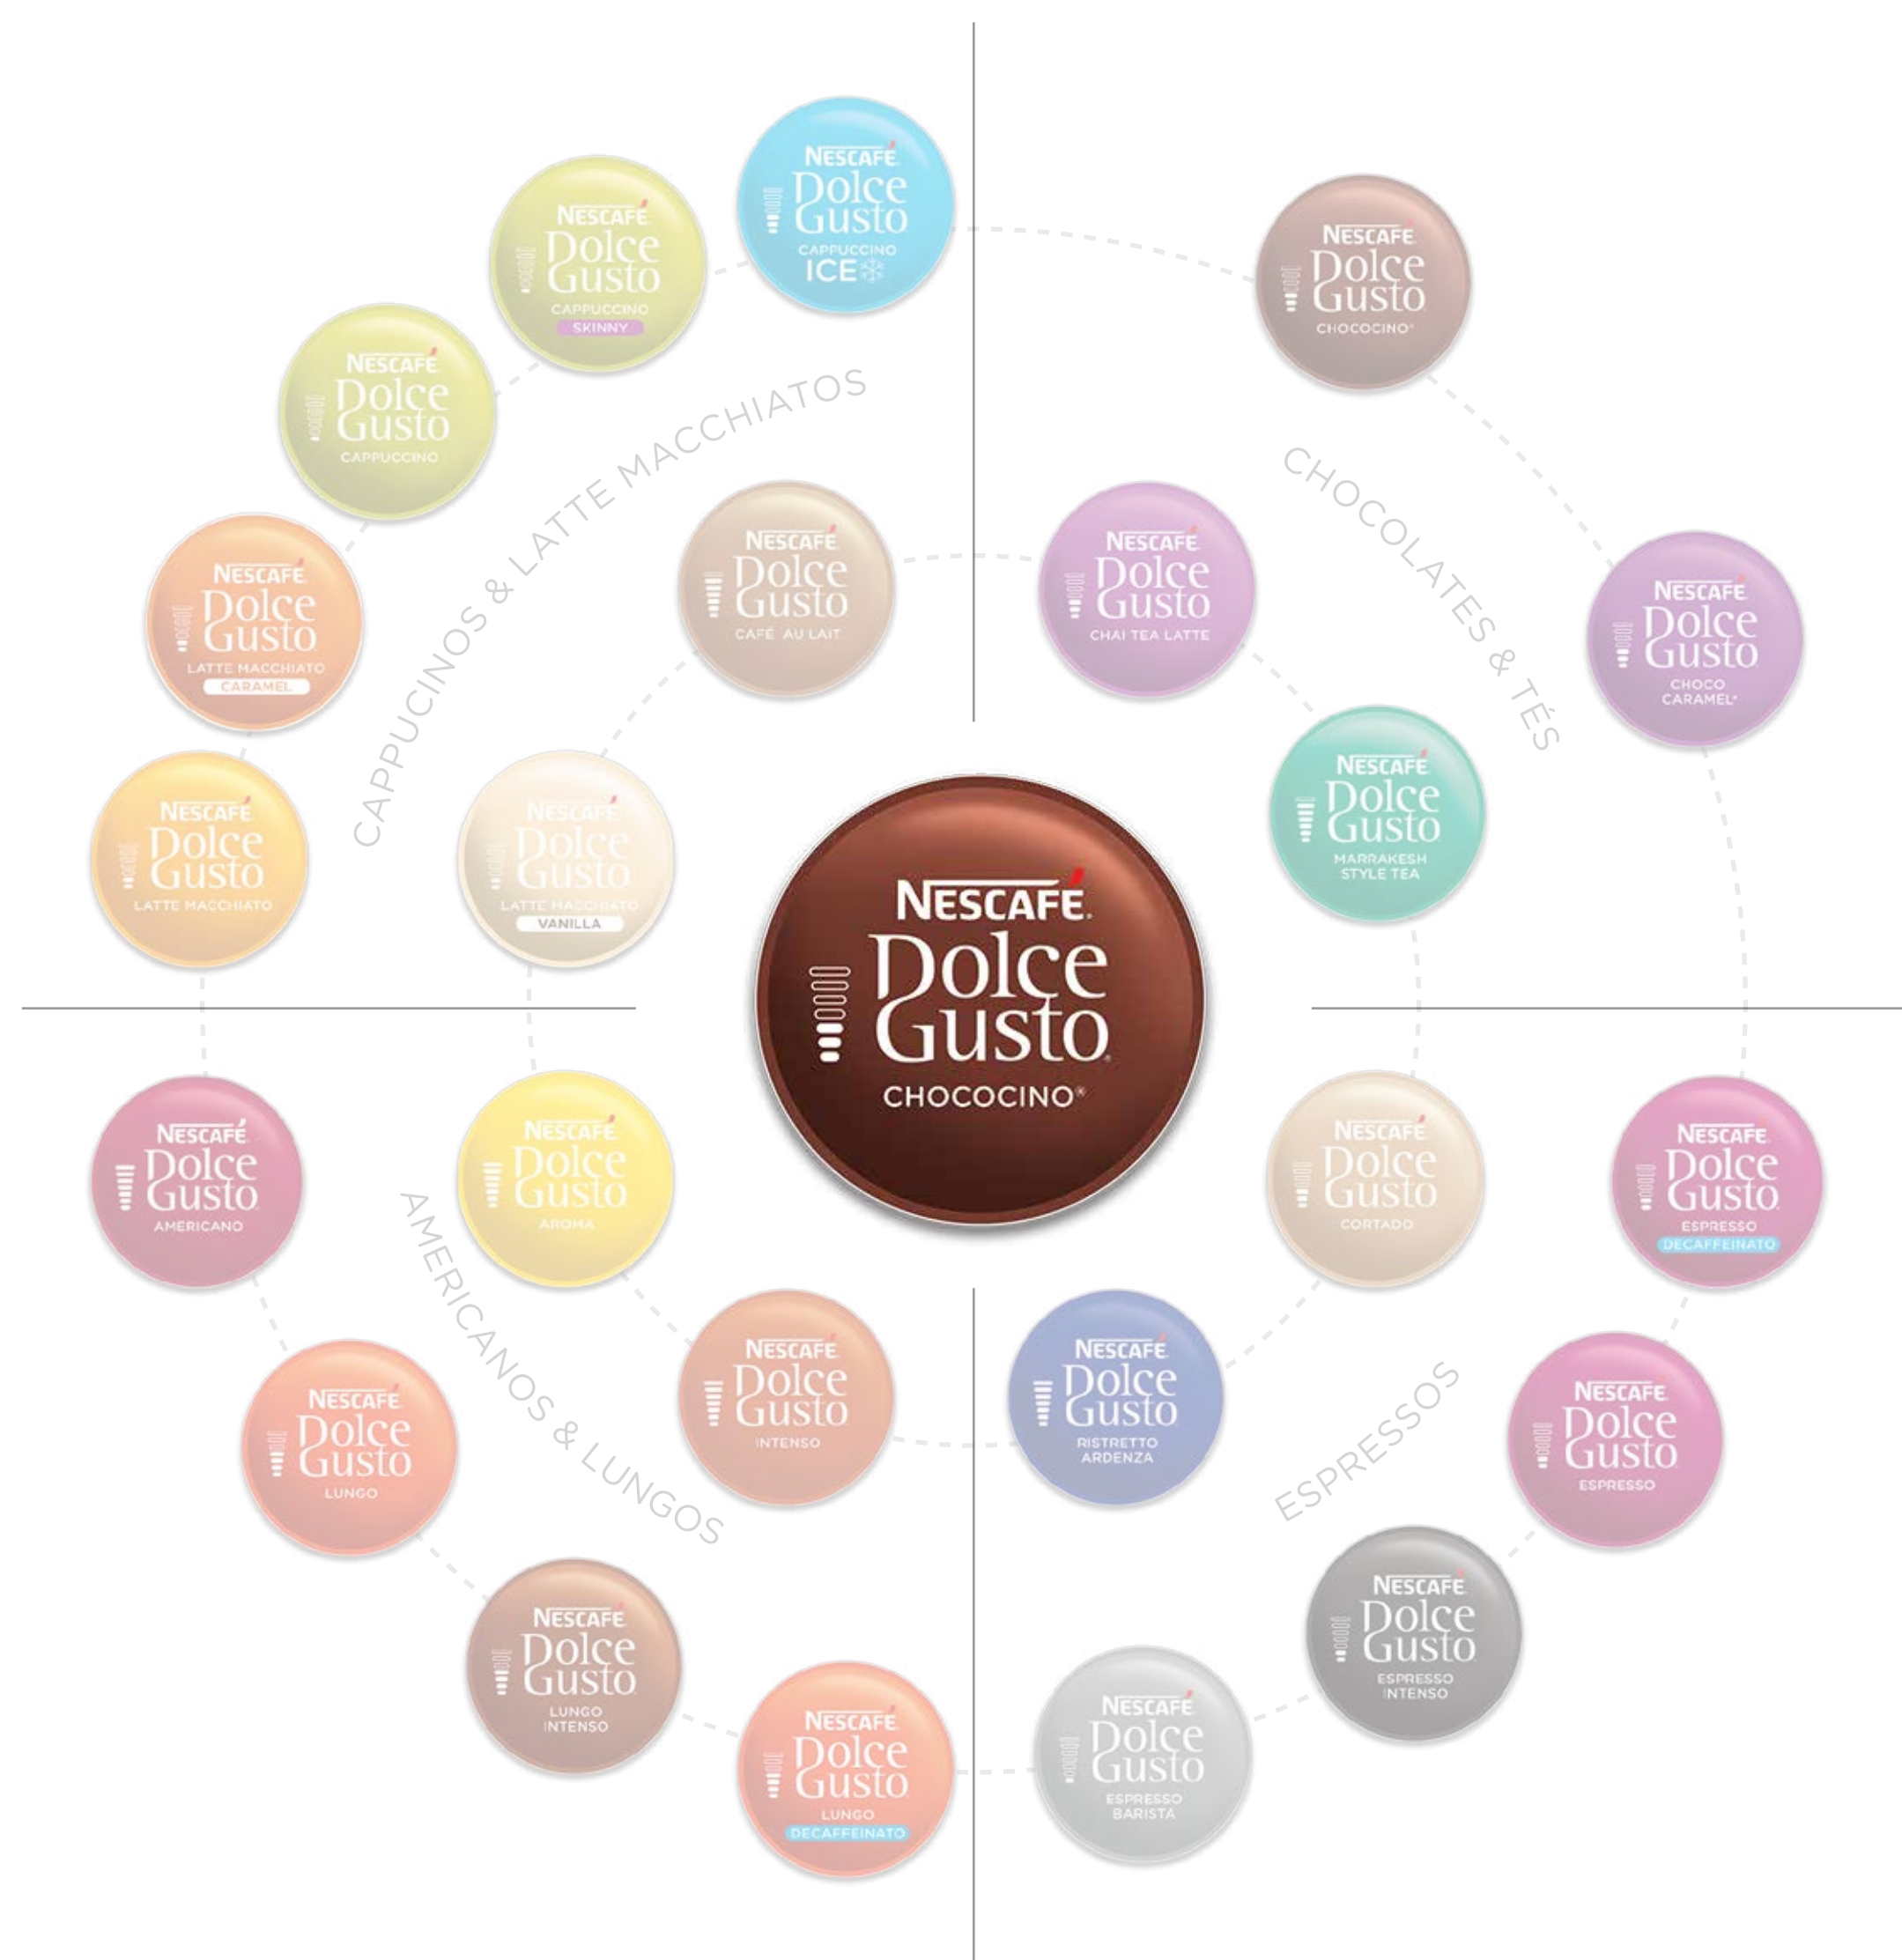 NESCAFÉ
Dolce
Gusto
CAPPUCCINO
ICE
NESCAFÉ
Dolce
Gusto
CAPPUCCINO
SKINNY
NESCAFÉ
Dolce
Gusto
CAPPUCCINO
NESCAFÉ
Dolce
Gusto
LATTE MACCHIATO
CARAMEL
NESCAFÉ
Dolce
Gusto
LATTE MACCHIATO
CAPPUCINOS & LATTE MACCHIATOS
NESCAFÉ
Dolce
Gusto
CAFÉ AU LAIT
NESCAFÉ
Dolce
Gusto
LATTE MACCHIATO
VANILLA
NESCAFÉ
Dolce
Gusto
CHOCOCINO*
CHOCOLATES & TÉS
NESCAFÉ
Dolce
Gusto
CHAI TEA LATTE
NESCAFÉ
Dolce
Gusto
CHOCO
CARAMEL*
NESCAFÉ
Dolce
Gusto
MARRAKESH
STYLE TEA
NESCAFÉ
Dolce
Gusto
CHOCOCINO*
NESCAFÉ
Dolce
Gusto
AMERICANO
NESCAFÉ
Dolce
Gusto
AROMA
AMERICANOS & LUNGOS
NESCAFÉ
Dolce
Gusto
LUNGO
NESCAFÉ
Dolce
Gusto
INTENSO
NESCAFÉ
Dolce
Gusto
LUNGO
INTENSO
NESCAFÉ
Dolce
Gusto
LUNGO
DECAFFEINATO
NESCAFÉ
Dolce
Gusto
CORTADO
NESCAFÉ
Dolce
Gusto
ESPRESSO
DECAFFEINATO
NESCAFÉ
Dolce
Gusto
RISTRETTO
ARDENZA
ESPRESSOS
NESCAFÉ
Dolce
Gusto
ESPRESSO
NESCAFÉ
Dolce
Gusto
ESPRESSO
INTENSO
NESCAFÉ
Dolce
Gusto
ESPRESSO
BARISTA